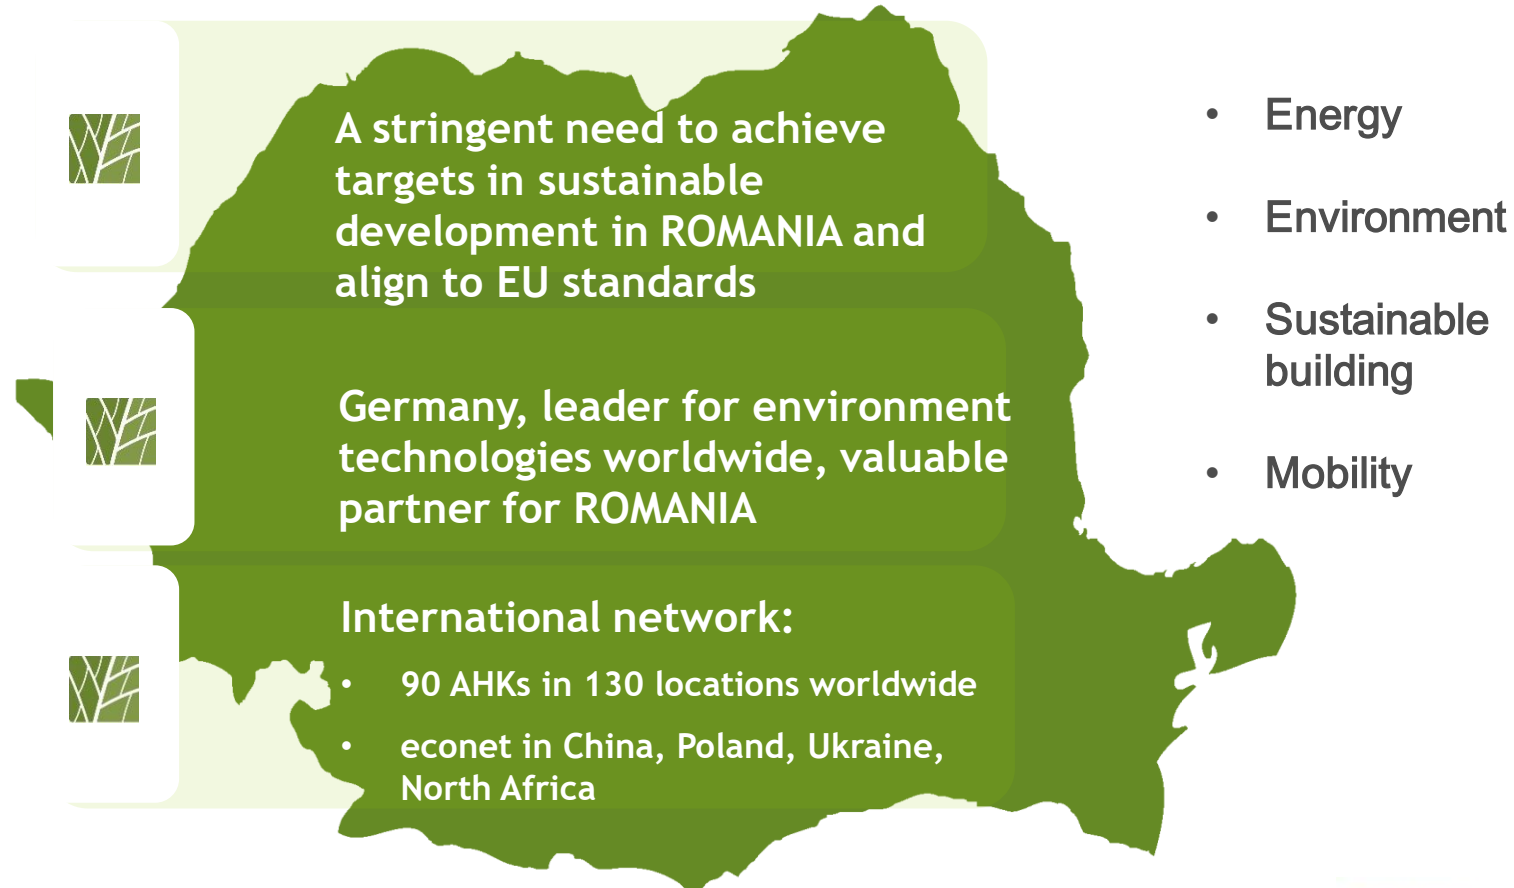 A stringent need to achieve
targets in sustainable
development in ROMANIA and
align to EU standards
Germany, leader for environment
technologies worldwide, valuable
partner for ROMANIA
International network:
• 90 AHKs in 130 locations worldwide
• econet in China, Poland, Ukraine,
North Africa
• Energy
• Environment
• Sustainable
building
• Mobility